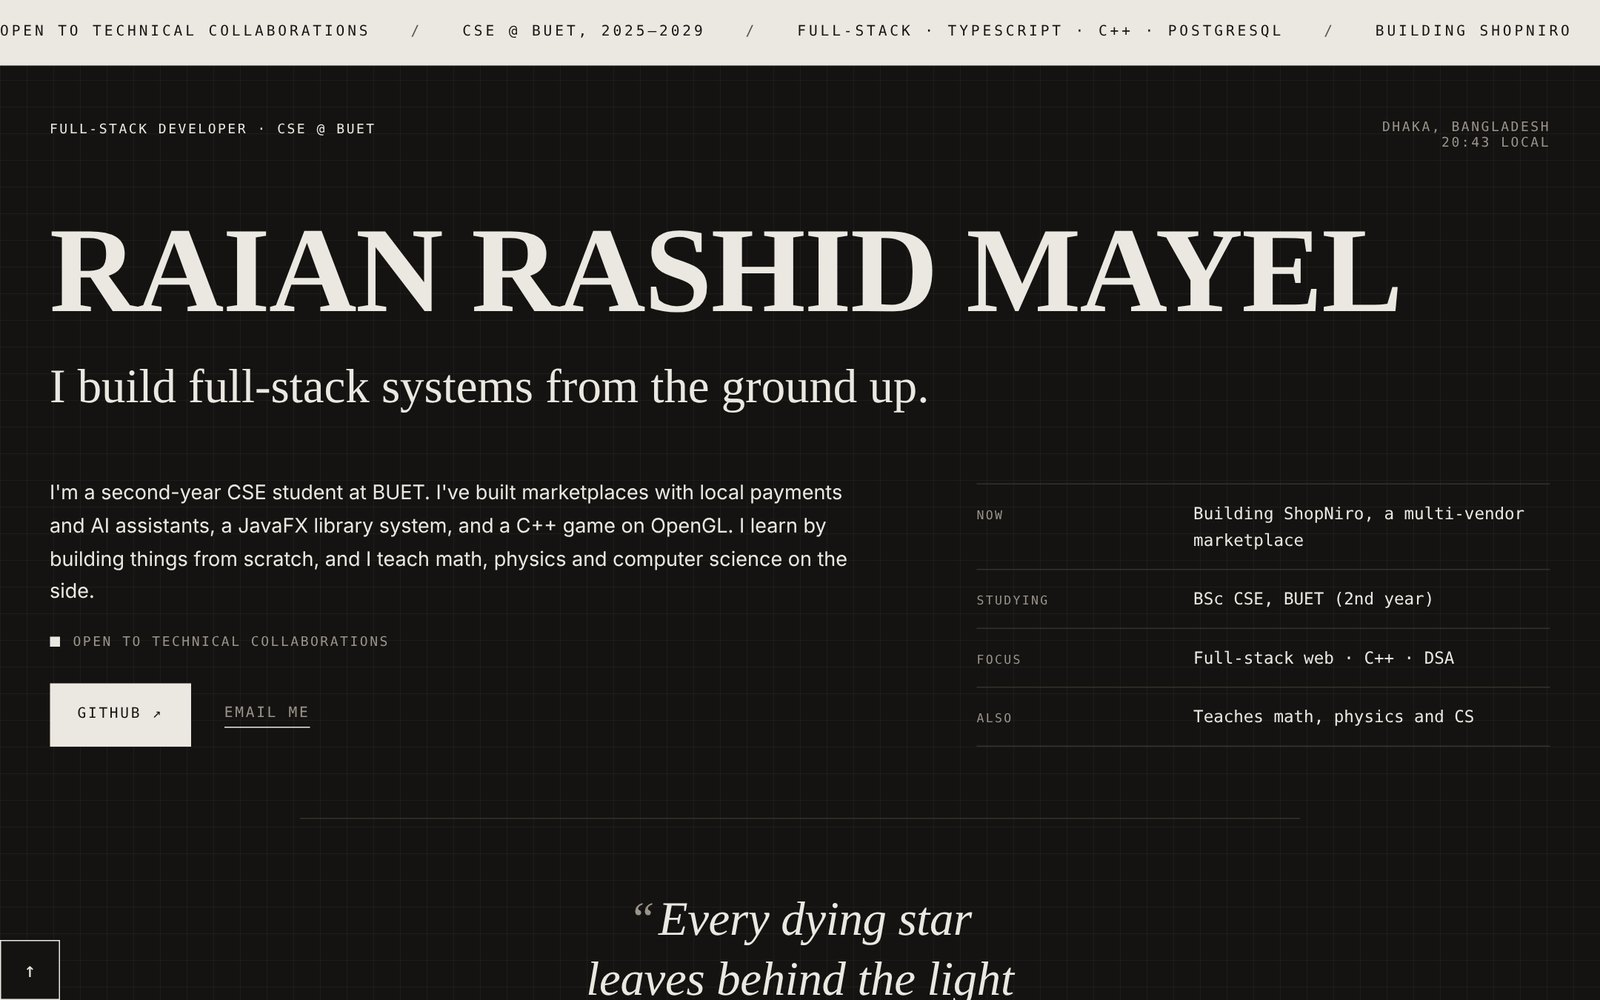 OPEN TO TECHNICAL COLLABORATIONS / CSE @ BUET, 2025–2029 / FULL-STACK · TYPESCRIPT · C++ · POSTGRESQL / BUILDING SHOPNIRO
FULL-STACK DEVELOPER · CSE @ BUET
DHAKA, BANGLADESH
20:43 LOCAL
RAIAN RASHID MAYEL
I build full-stack systems from the ground up.
I'm a second-year CSE student at BUET. I've built marketplaces with local payments
and AI assistants, a JavaFX library system, and a C++ game on OpenGL. I learn by
building things from scratch, and I teach math, physics and computer science on the
side.
OPEN TO TECHNICAL COLLABORATIONS
GITHUB ↗ EMAIL ME
NOW Building ShopNiro, a multi-vendor
marketplace
STUDYING BSc CSE, BUET (2nd year)
FOCUS Full-stack web · C++ · DSA
ALSO Teaches math, physics and CS
“Every dying star
leaves behind the light
↑